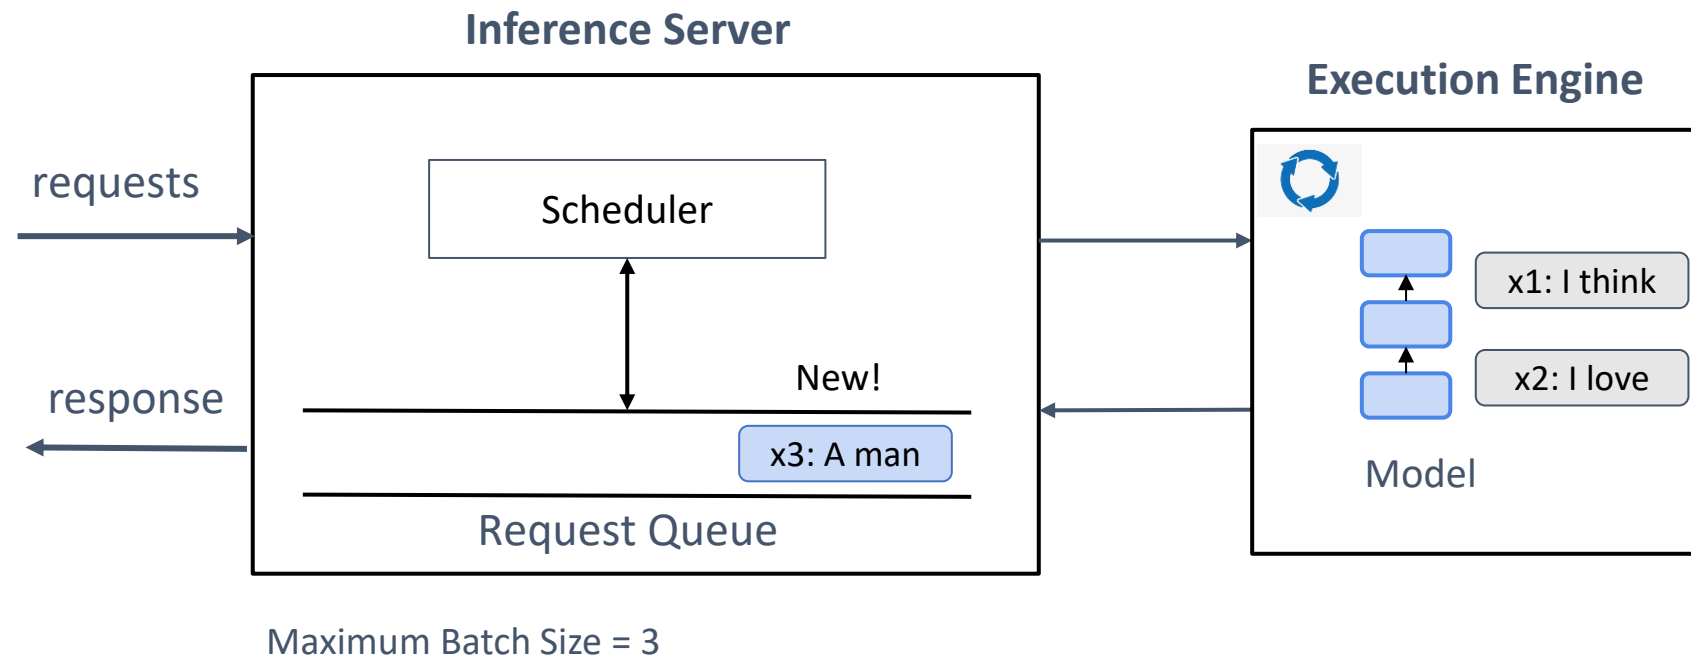 Inference Server
Execution Engine
requests
Scheduler
x1: I think
New!
x2: I love
response
x3: A man
Model
Request Queue
Maximum Batch Size = 3